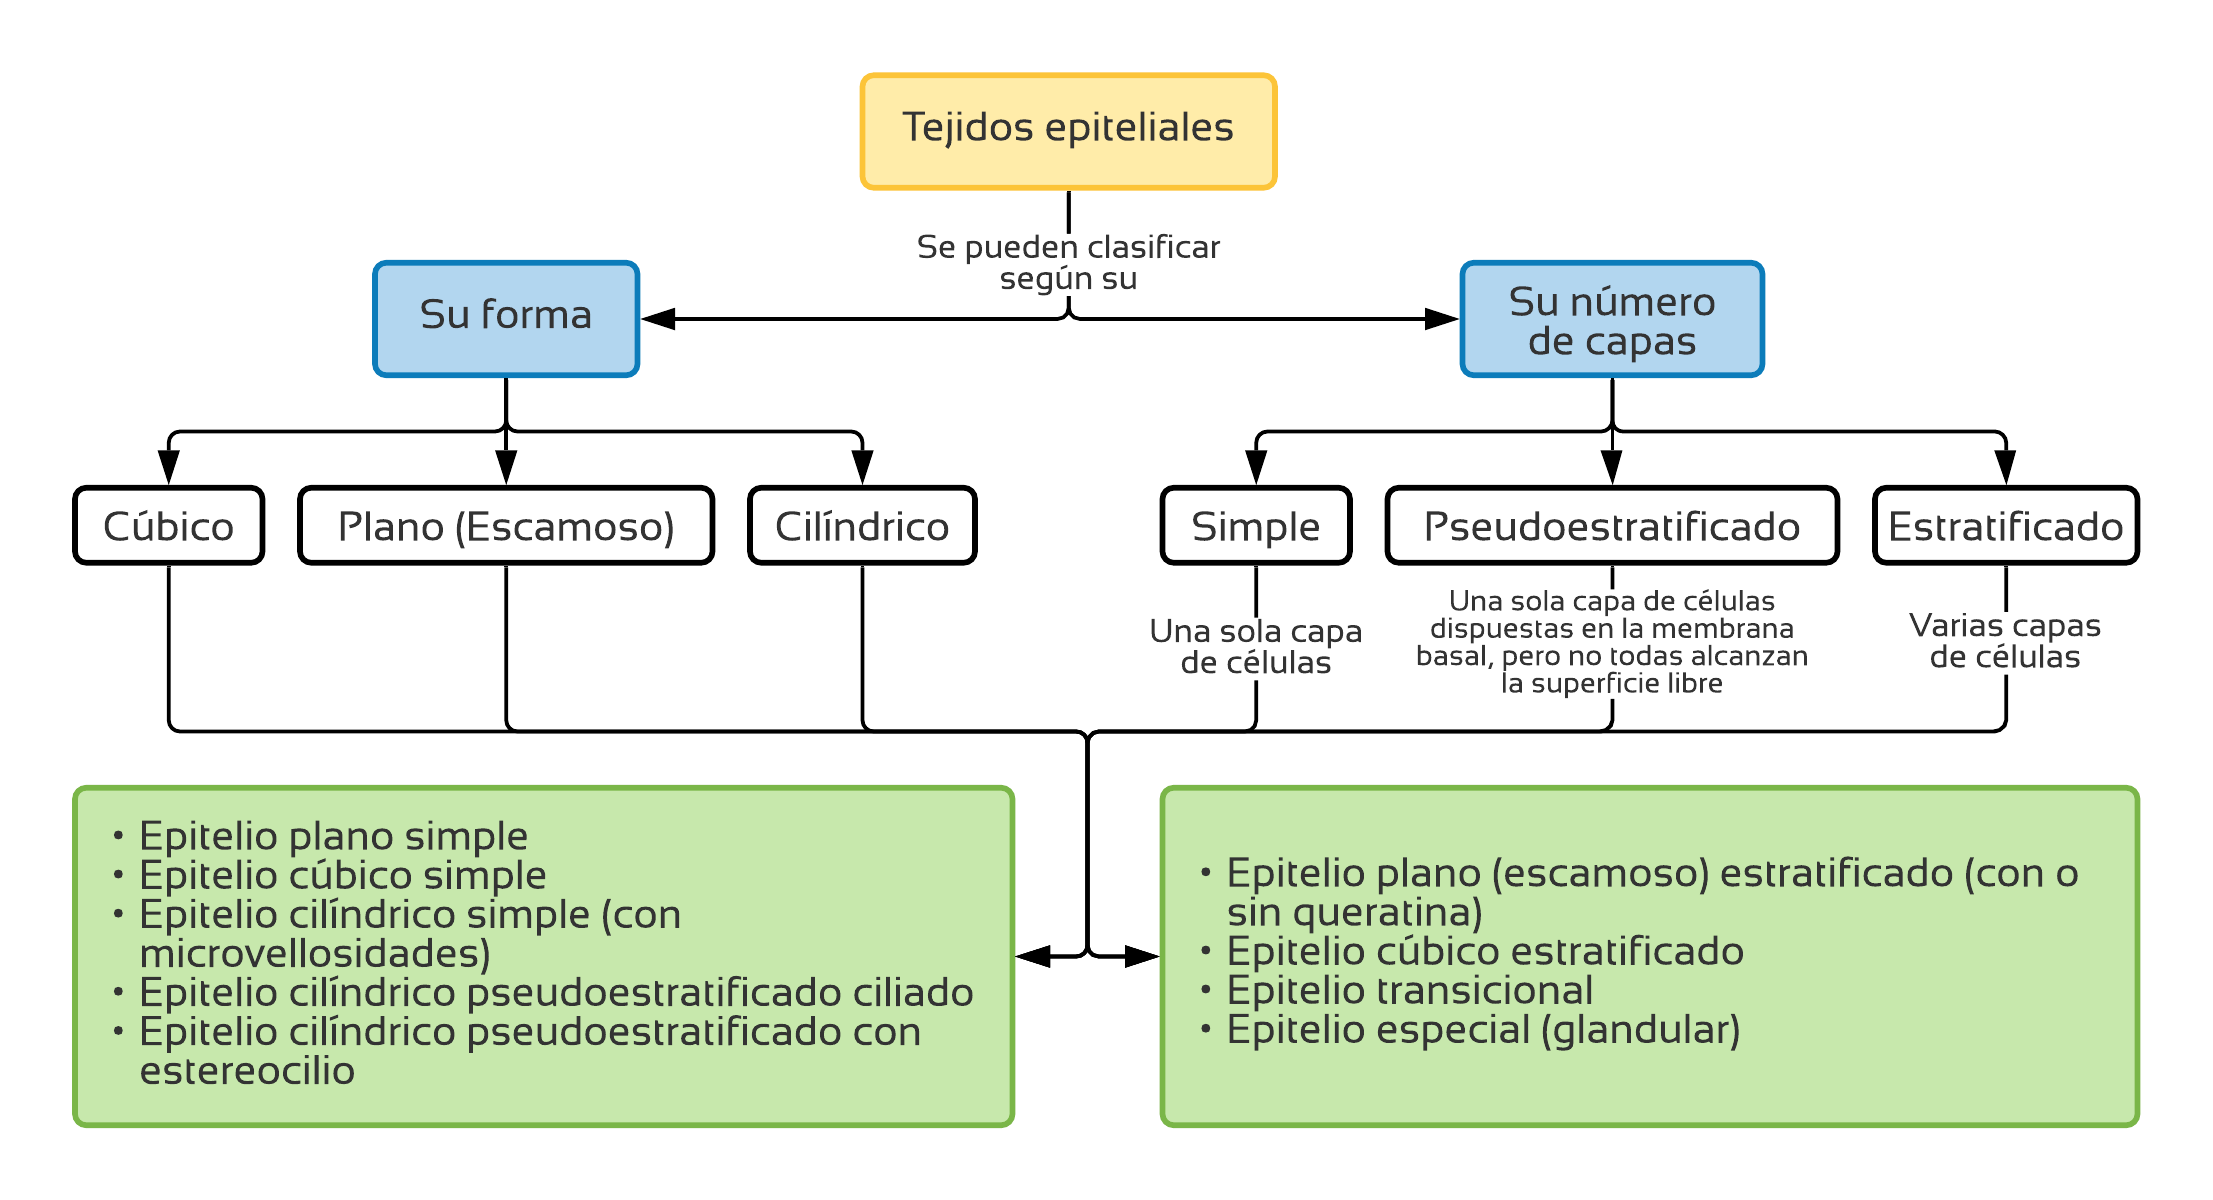 Tejidos epiteliales
Se pueden clasificar
según su
Su forma
Su número
de capas
Cúbico
Plano (Escamoso)
Cilíndrico
Simple
Pseudoestratificado
Estratificado
Una sola capa
de células
Una sola capa de células
dispuestas en la membrana
basal, pero no todas alcanzan
la superficie libre
Varias capas
de células
• Epitelio plano simple
• Epitelio cúbico simple
• Epitelio cilíndrico simple (con
microvellosidades)
• Epitelio cilíndrico pseudoestratificado ciliado
• Epitelio cilíndrico pseudoestratificado con
estereocilio
• Epitelio plano (escamoso) estratificado (con o
sin queratina)
• Epitelio cúbico estratificado
• Epitelio transicional
• Epitelio especial (glandular)